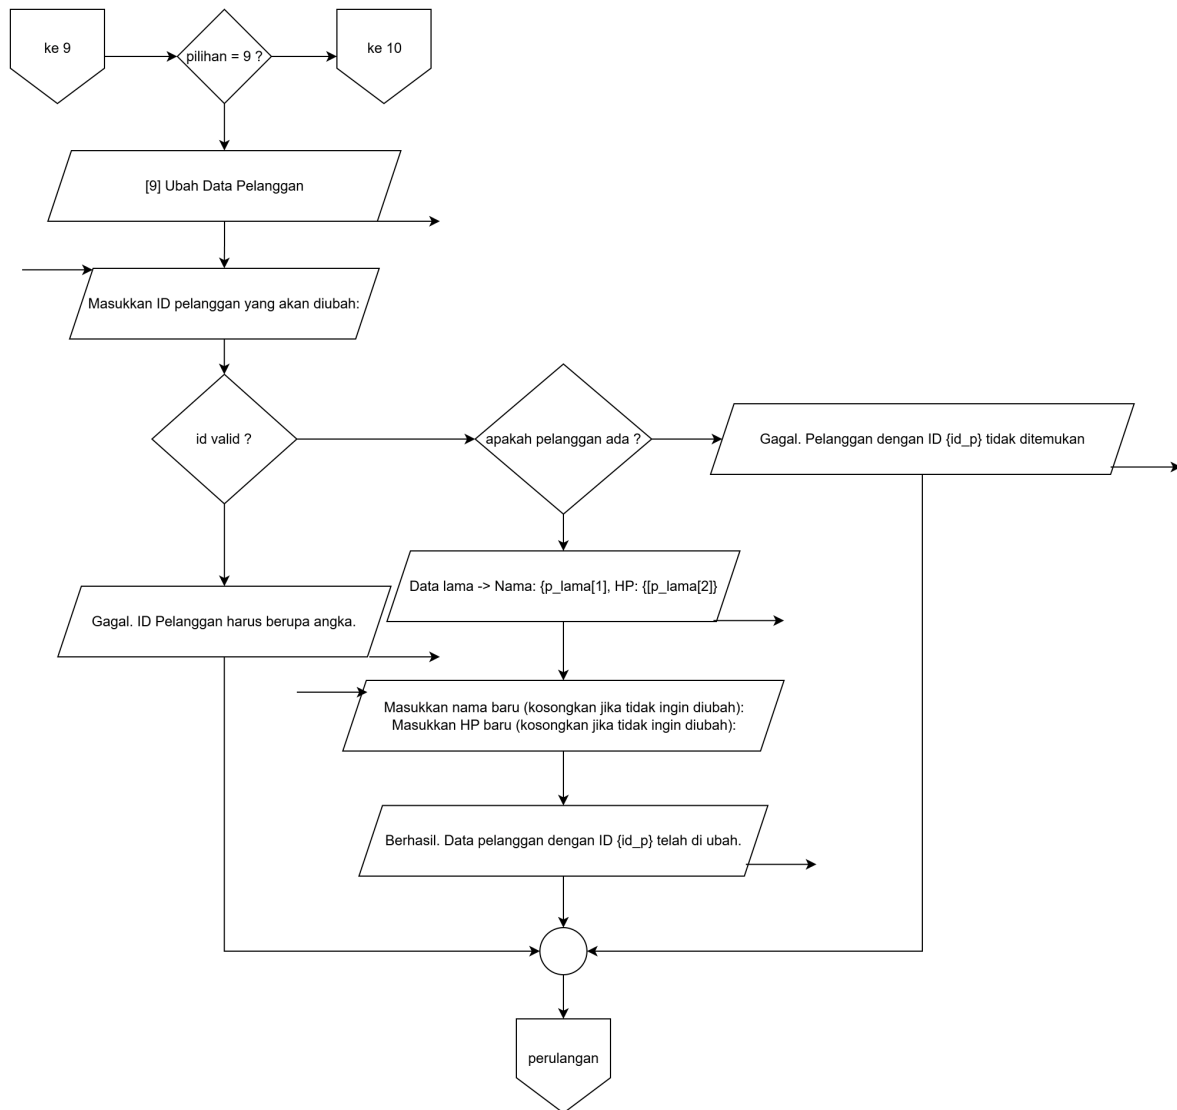 ke 9
pilihan = 9 ?
ke 10
[9] Ubah Data Pelanggan
Masukkan ID pelanggan yang akan diubah:
id valid ?
apakah pelanggan ada ?
Gagal. Pelanggan dengan ID {id_p} tidak ditemukan
Data lama -> Nama: {p_lama[1], HP: {[p_lama[2]}
Gagal. ID Pelanggan harus berupa angka.
Masukkan nama baru (kosongkan jika tidak ingin diubah):
Masukkan HP baru (kosongkan jika tidak ingin diubah):
Berhasil. Data pelanggan dengan ID {id_p} telah di ubah.
perulangan